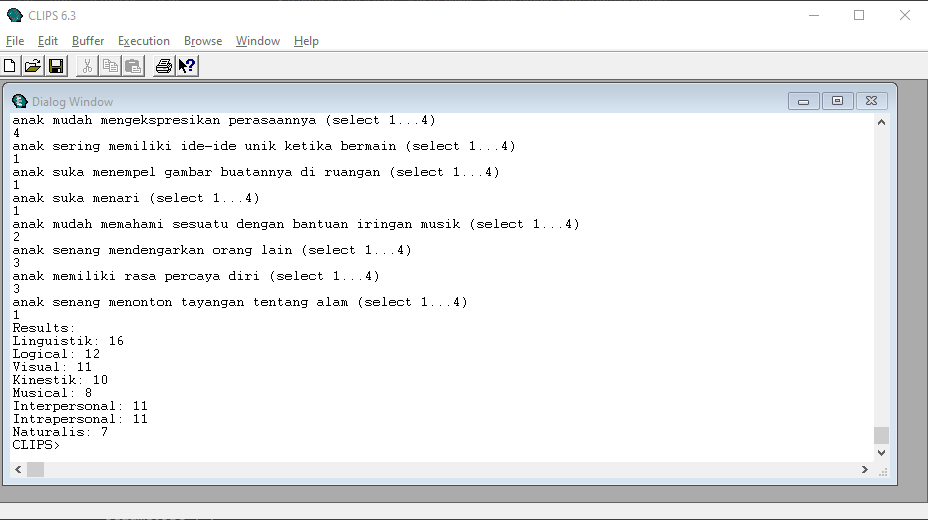 CLIPS 6.3
File Edit Buffer Execution Browse Window Help
Dialog Window
anak mudah mengekspresikan perasaannya (select 1...4)
4
anak sering memiliki ide-ide unik ketika bermain (select 1...4)
1
anak suka menempel gambar buatannya di ruangan (select 1...4)
1
anak suka menari (select 1...4)
1
anak mudah memahami sesuatu dengan bantuan iringan musik (select 1...4)
2
anak senang mendengarkan orang lain (select 1...4)
3
anak memiliki rasa percaya diri (select 1...4)
3
anak senang menonton tayangan tentang alam (select 1...4)
1
Results:
Linguistik: 16
Logical: 12
Visual: 11
Kinestik: 10
Musical: 8
Interpersonal: 11
Intrapersonal: 11
Naturalis: 7
CLIPS>